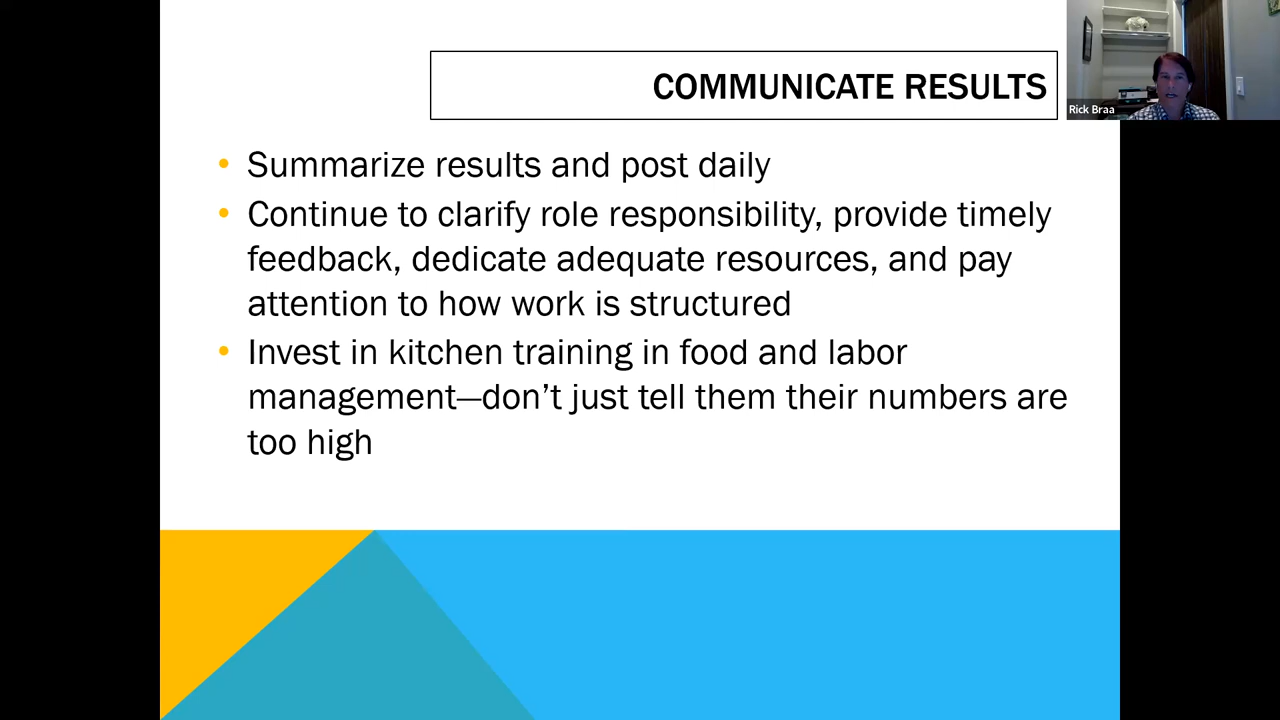 COMMUNICATE RESULTS
Rick Braa
• Summarize results and post daily
• Continue to clarify role responsibility, provide timely
feedback, dedicate adequate resources, and pay
attention to how work is structured
• Invest in kitchen training in food and labor
management—don’t just tell them their numbers are
too high